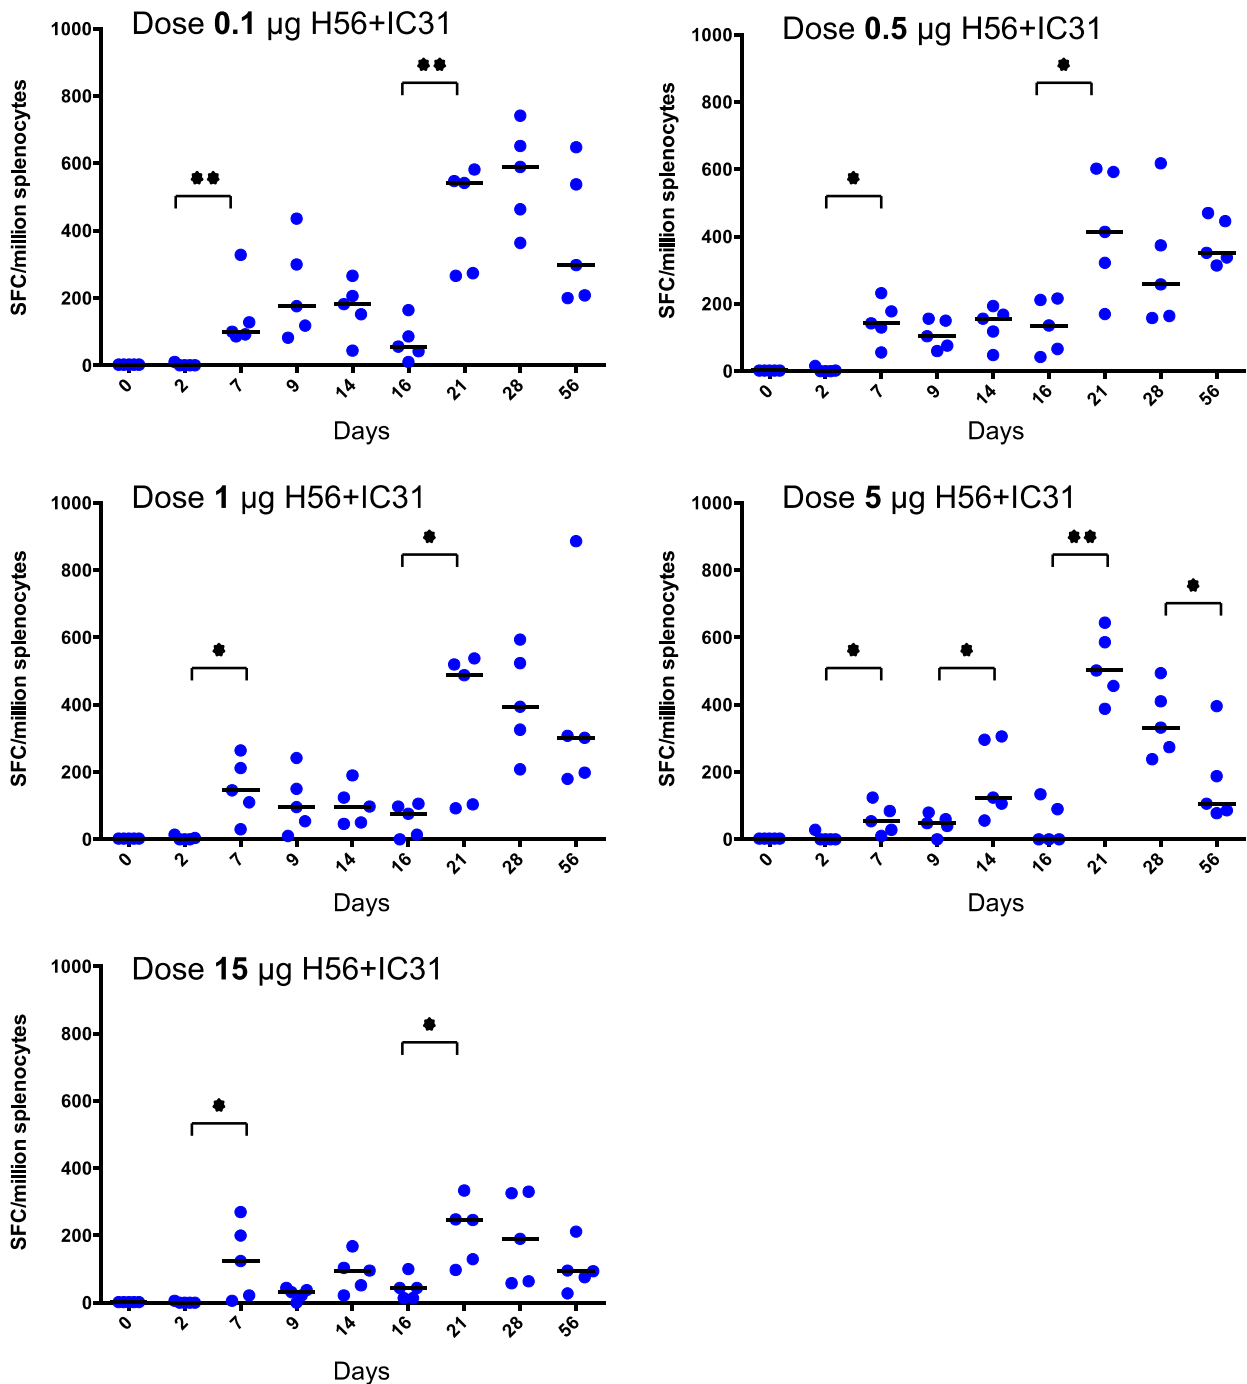 Dose 0.1 µg H56+IC31
SFC/million splenocytes
1000
800
600
400
200
0
**
**
0 2 7 9 14 16 21 28 56
Days
Dose 0.5 µg H56+IC31
SFC/million splenocytes
1000
800
600
400
200
0
*
*
0 2 7 9 14 16 21 28 56
Days
Dose 1 µg H56+IC31
SFC/million splenocytes
1000
800
600
400
200
0
*
*
0 2 7 9 14 16 21 28 56
Days
Dose 5 µg H56+IC31
SFC/million splenocytes
1000
800
600
400
200
0
**
*
*
*
0 2 7 9 14 16 21 28 56
Days
Dose 15 µg H56+IC31
SFC/million splenocytes
1000
800
600
400
200
0
*
*
0 2 7 9 14 16 21 28 56
Days